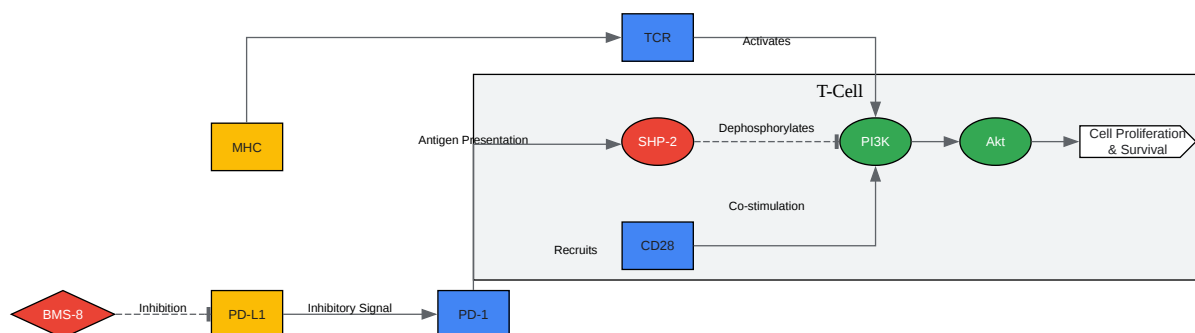 TCR
Activates
T-Cell
Antigen Presentation
MHC
SHP-2
Dephosphorylates
PI3K
Akt
Cell Proliferation
& Survival
Co-stimulation
Recruits
CD28
BMS-8
Inhibition
PD-L1
Inhibitory Signal
PD-1